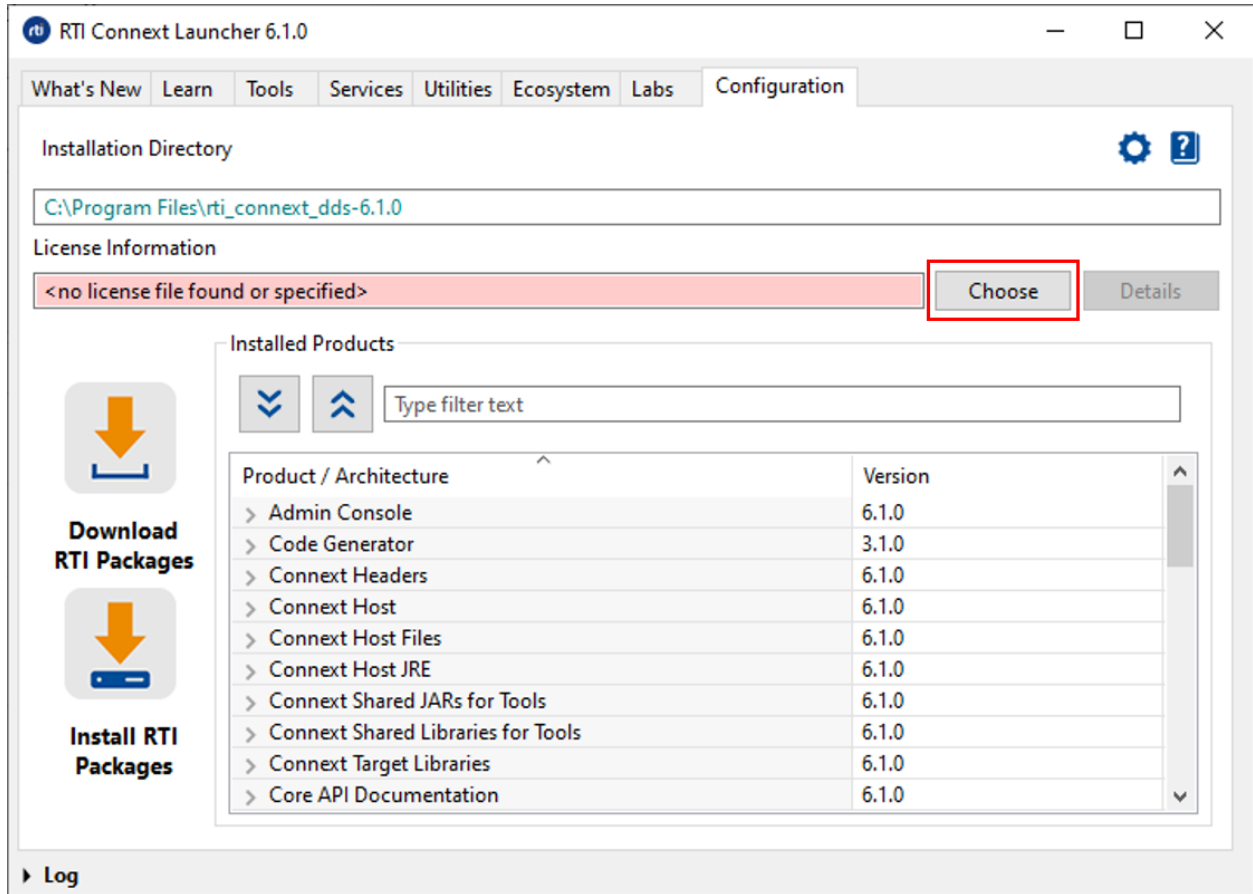 rti RTI Connext Launcher 6.1.0
What's New Learn Tools Services Utilities Ecosystem Labs Configuration
Installation Directory
?
C:\Program Files\rti_connext_dds-6.1.0
License Information
<no license file found or specified> Choose Details
Installed Products
Type filter text
Download
RTI Packages
Install RTI
Packages
Product / Architecture Version
Admin Console 6.1.0
Code Generator 3.1.0
Connext Headers 6.1.0
Connext Host 6.1.0
Connext Host Files 6.1.0
Connext Host JRE 6.1.0
Connext Shared JARs for Tools 6.1.0
Connext Shared Libraries for Tools 6.1.0
Connext Target Libraries 6.1.0
Core API Documentation 6.1.0
Log